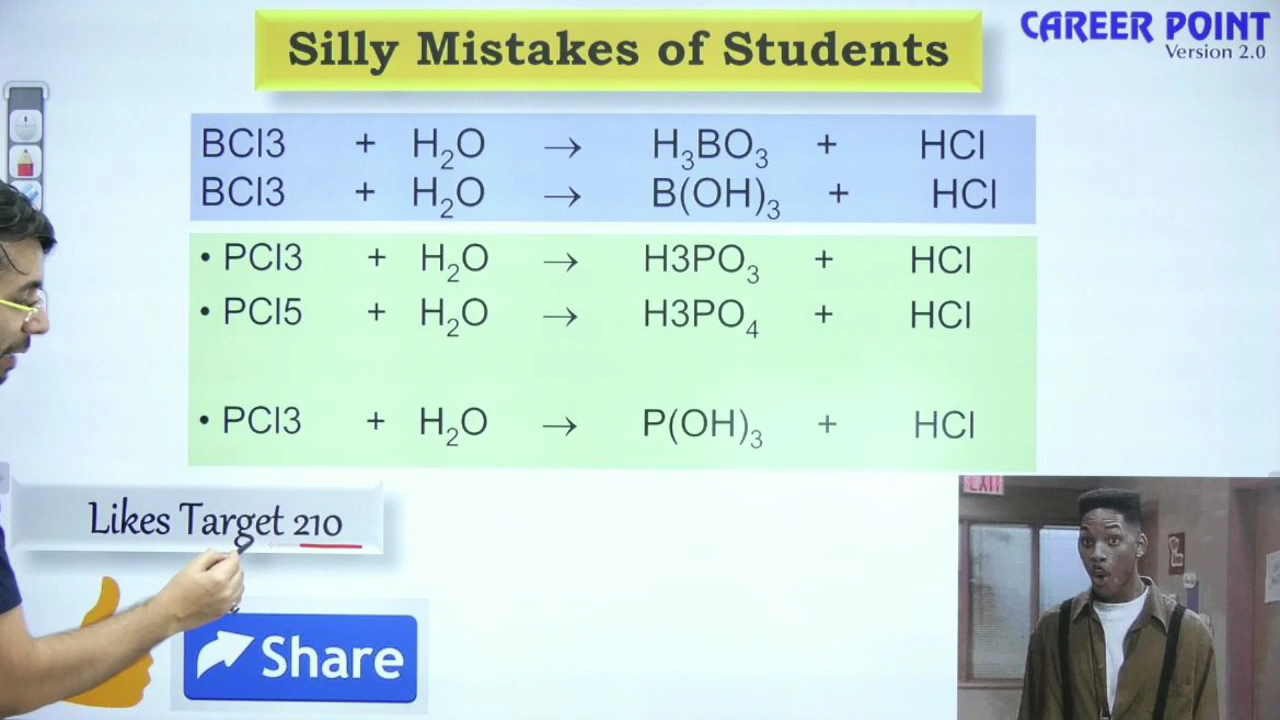 Silly Mistakes of Students
CAREER POINT
Version 2.0
BCl3 + H₂O → H₃BO₃ + HCl
BCl3 + H₂O → B(OH)₃ + HCl
• PCl3 + H₂O → H3PO₃ + HCl
• PCl5 + H₂O → H3PO₄ + HCl
• PCl3 + H₂O → P(OH)₃ + HCl
Likes Target 210
Share
EXIT